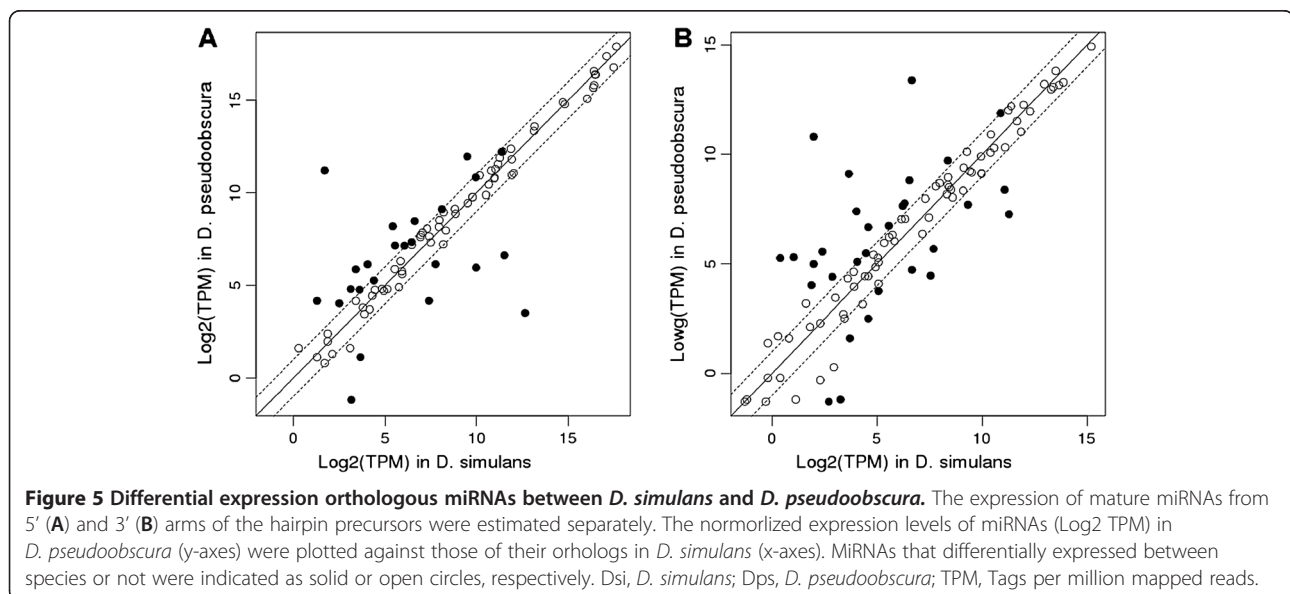 A
Log2(TPM) in D. pseudoobscura
15
10
5
0
0 5 10 15
Log2(TPM) in D. simulans
B
Lowg(TPM) in D. pseudoobscura
15
10
5
0
0 5 10 15
Log2(TPM) in D. simulans
Figure 5 Differential expression orthologous miRNAs between D. simulans and D. pseudoobscura. The expression of mature miRNAs from
5′ (A) and 3′ (B) arms of the hairpin precursors were estimated separately. The normorlized expression levels of miRNAs (Log2 TPM) in
D. pseudoobscura (y-axes) were plotted against those of their orhologs in D. simulans (x-axes). MiRNAs that differentially expressed between
species or not were indicated as solid or open circles, respectively. Dsi, D. simulans; Dps, D. pseudoobscura; TPM, Tags per million mapped reads.